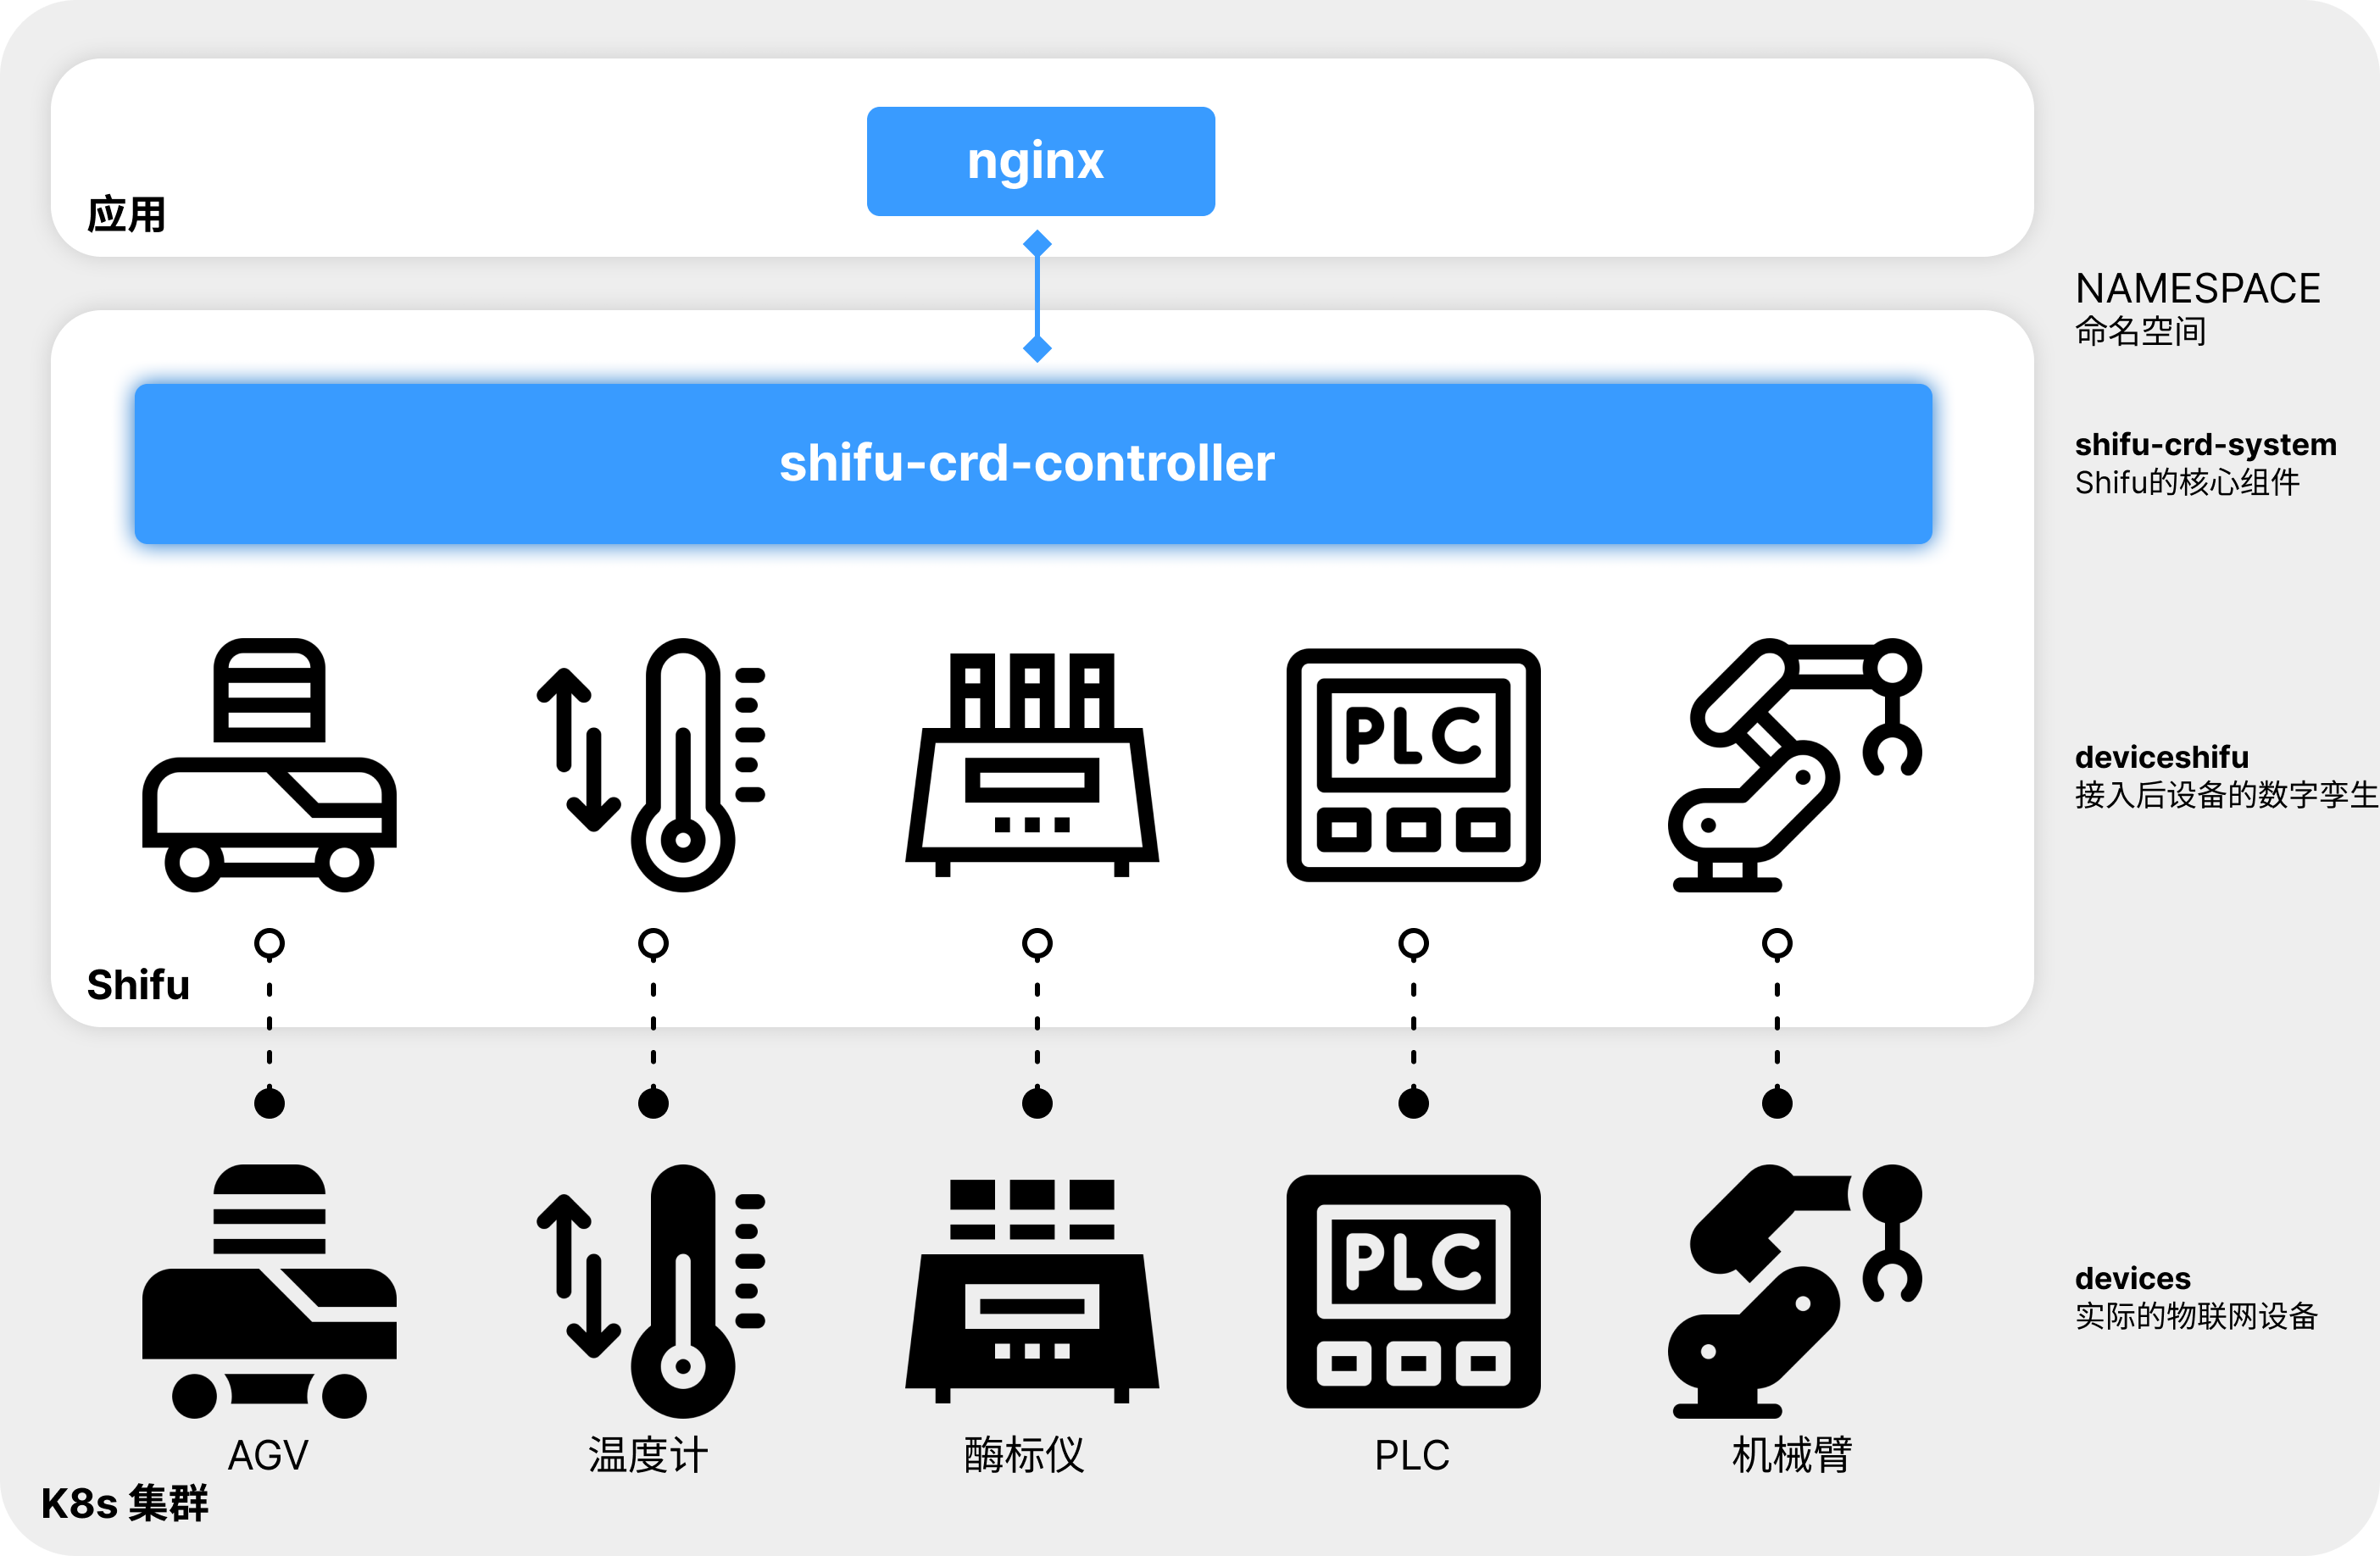 nginx
应用
NAMESPACE
命名空间
shifu-crd-controller
shifu-crd-system
Shifu的核心组件
PLC
deviceshifu
接入后设备的数字孪生
Shifu
PLC
devices
实际的物联网设备
AGV
温度计
酶标仪
PLC
机械臂
K8s 集群